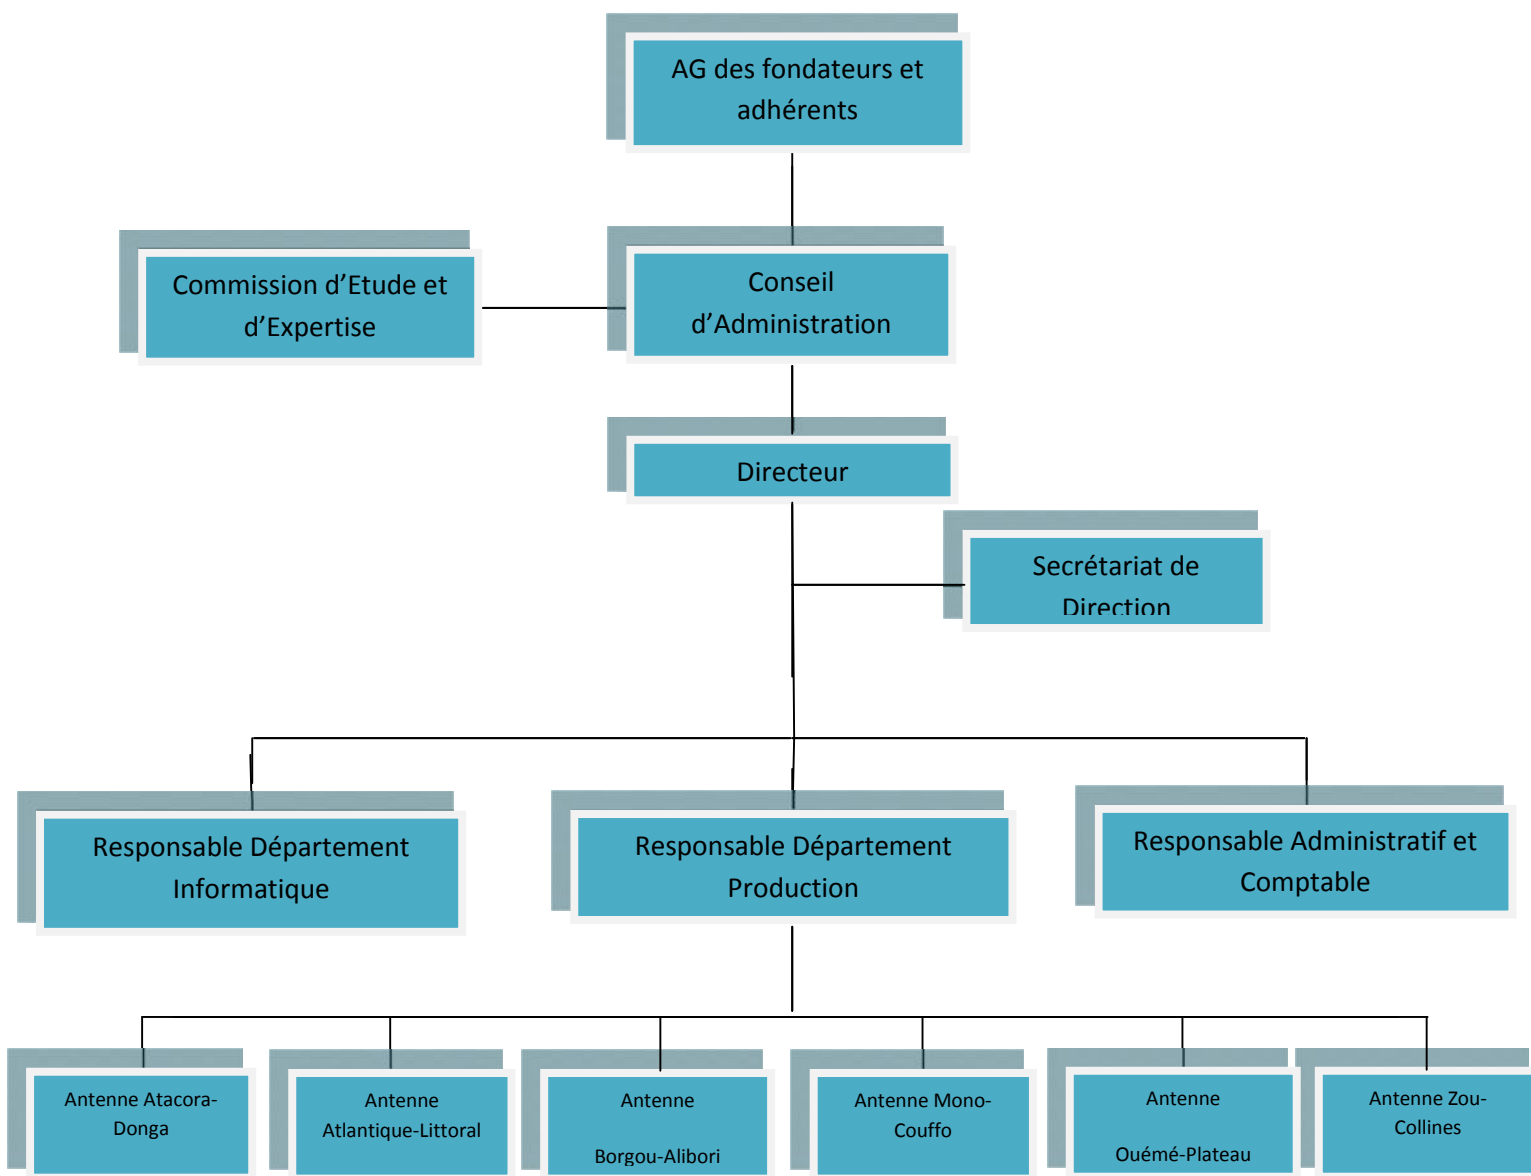 AG des fondateurs et
adhérents
Commission d'Etude et
d'Expertise
Conseil
d'Administration
Directeur
Secrétariat de
Direction
Responsable Département
Informatique
Responsable Département
Production
Responsable Administratif et
Comptable
Antenne Atacora-
Donga
Antenne
Atlantique-Littoral
Antenne
Borgou-Alibori
Antenne Mono-
Couffo
Antenne
Ouémé-Plateau
Antenne Zou-
Collines